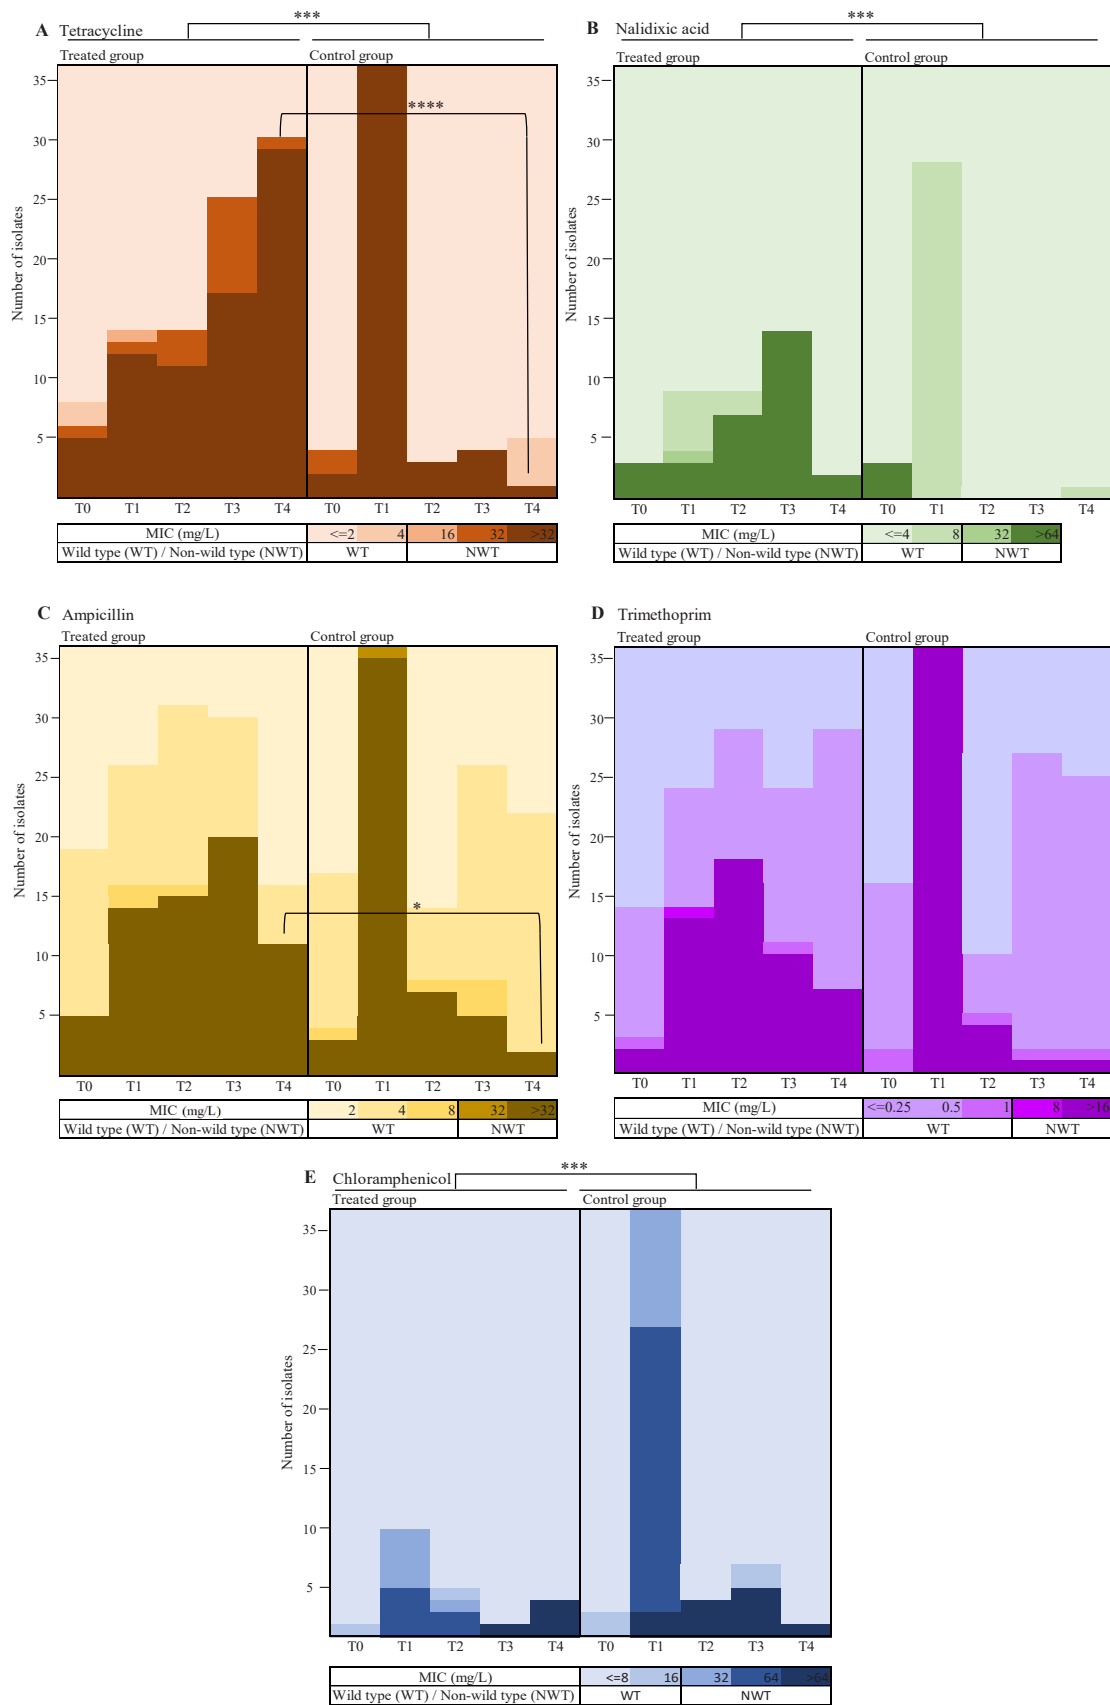 ***
***
A Tetracycline
B Nalidixic acid
Treated group Control group
Treated group Control group
Number of isolates
35
30
25
20
15
10
5
****
T0 T1 T2 T3 T4 T0 T1 T2 T3 T4
MIC (mg/L) <=2 4 16 32 >32
Wild type (WT) / Non-wild type (NWT) WT NWT
Number of isolates
35
30
25
20
15
10
5
T0 T1 T2 T3 T4 T0 T1 T2 T3 T4
MIC (mg/L) <=4 8 32 >64
Wild type (WT) / Non-wild type (NWT) WT NWT
C Ampicillin
Treated group Control group
Number of isolates
35
30
25
20
15
10
5
*
T0 T1 T2 T3 T4 T0 T1 T2 T3 T4
MIC (mg/L) 2 4 8 32 >32
Wild type (WT) / Non-wild type (NWT) WT NWT
D Trimethoprim
Treated group Control group
Number of isolates
35
30
25
20
15
10
5
T0 T1 T2 T3 T4 T0 T1 T2 T3 T4
MIC (mg/L) <=0.25 0.5 1 8 >16
Wild type (WT) / Non-wild type (NWT) WT NWT
***
E Chloramphenicol
Treated group Control group
Number of isolates
35
30
25
20
15
10
5
T0 T1 T2 T3 T4 T0 T1 T2 T3 T4
MIC (mg/L) <=8 16 32 64 >64
Wild type (WT) / Non-wild type (NWT) WT NWT